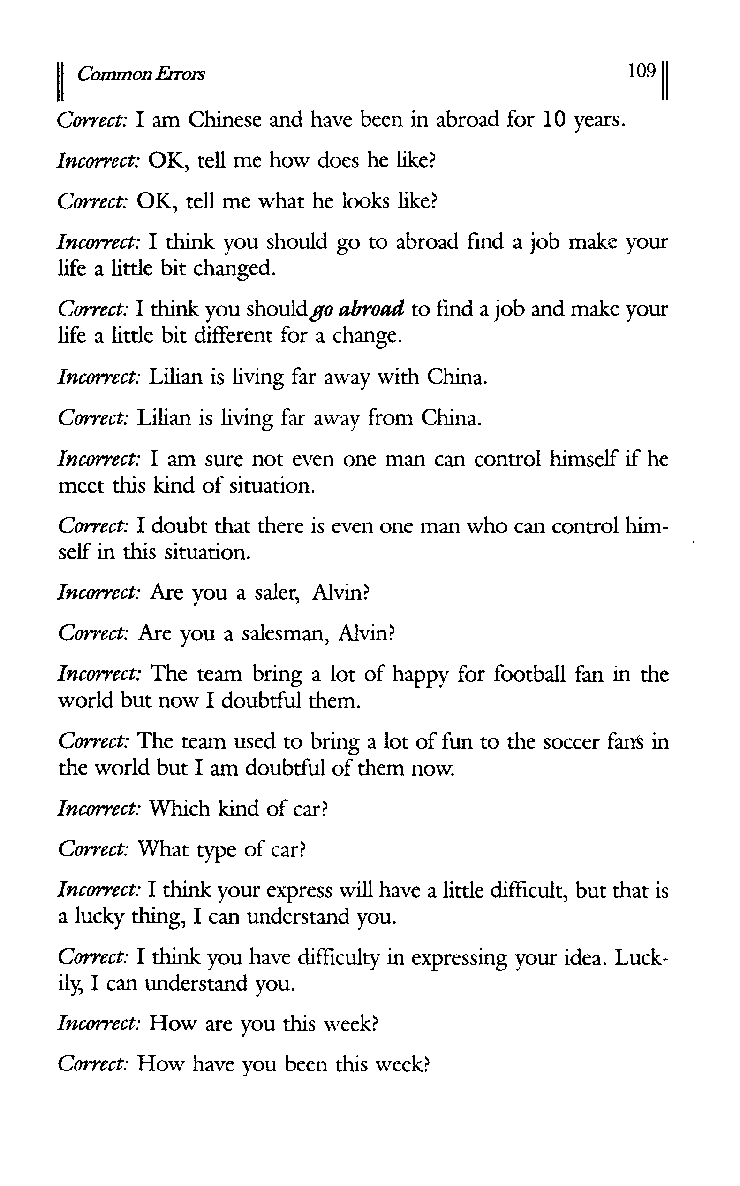 Common Errors 109
Correct: I am Chinese and have been in abroad for 10 years.
Incorrect: OK, tell me how does he like?
Correct: OK, tell me what he looks like?
Incorrect: I think you should go to abroad find a job make your
life a little bit changed.
Correct: I think you should go abroad to find a job and make your
life a little bit different for a change.
Incorrect: Lilian is living far away with China.
Correct: Lilian is living far away from China.
Incorrect: I am sure not even one man can control himself if he
meet this kind of situation.
Correct: I doubt that there is even one man who can control him-
self in this situation.
Incorrect: Are you a saler, Alvin?
Correct: Are you a salesman, Alvin?
Incorrect: The team bring a lot of happy for football fan in the
world but now I doubtful them.
Correct: The team used to bring a lot of fun to the soccer fan's in
the world but I am doubtful of them now.
Incorrect: Which kind of car?
Correct: What type of car?
Incorrect: I think your express will have a little difficult, but that is
a lucky thing, I can understand you.
Correct: I think you have difficulty in expressing your idea. Luck-
ily, I can understand you.
Incorrect: How are you this week?
Correct: How have you been this week?